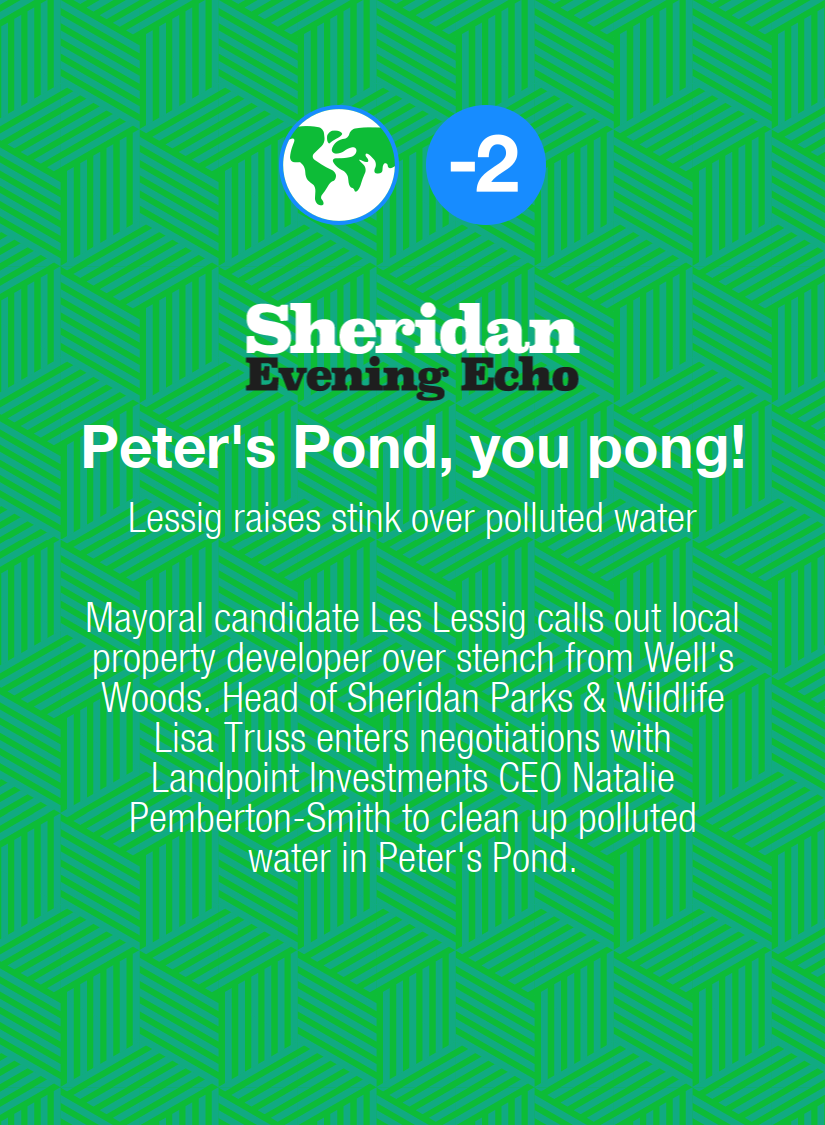 -2
Sheridan
Evening Echo
Peter's Pond, you pong!
Lessig raises stink over polluted water
Mayoral candidate Les Lessig calls out local
property developer over stench from Well's
Woods. Head of Sheridan Parks & Wildlife
Lisa Truss enters negotiations with
Landpoint Investments CEO Natalie
Pemberton-Smith to clean up polluted
water in Peter's Pond.